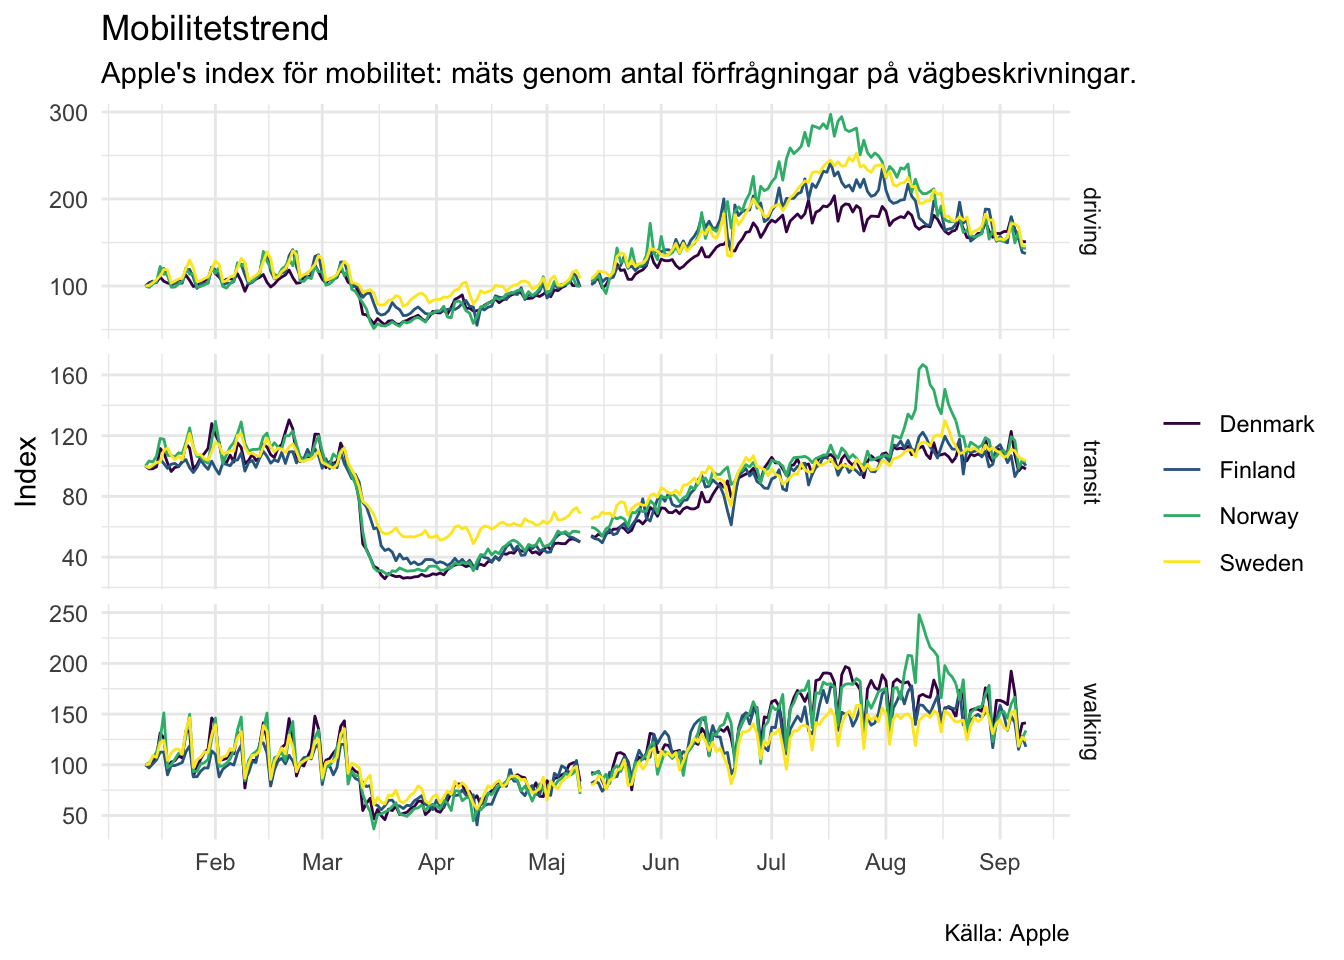 Mobilitetstrend
Apple's index för mobilitet: mäts genom antal förfrågningar på vägbeskrivningar.
300
200
100
driving
160
120
80
40
transit
250
200
150
100
50
walking
Index
Feb Mar Apr Maj Jun Jul Aug Sep
Denmark
Finland
Norway
Sweden
Källa: Apple